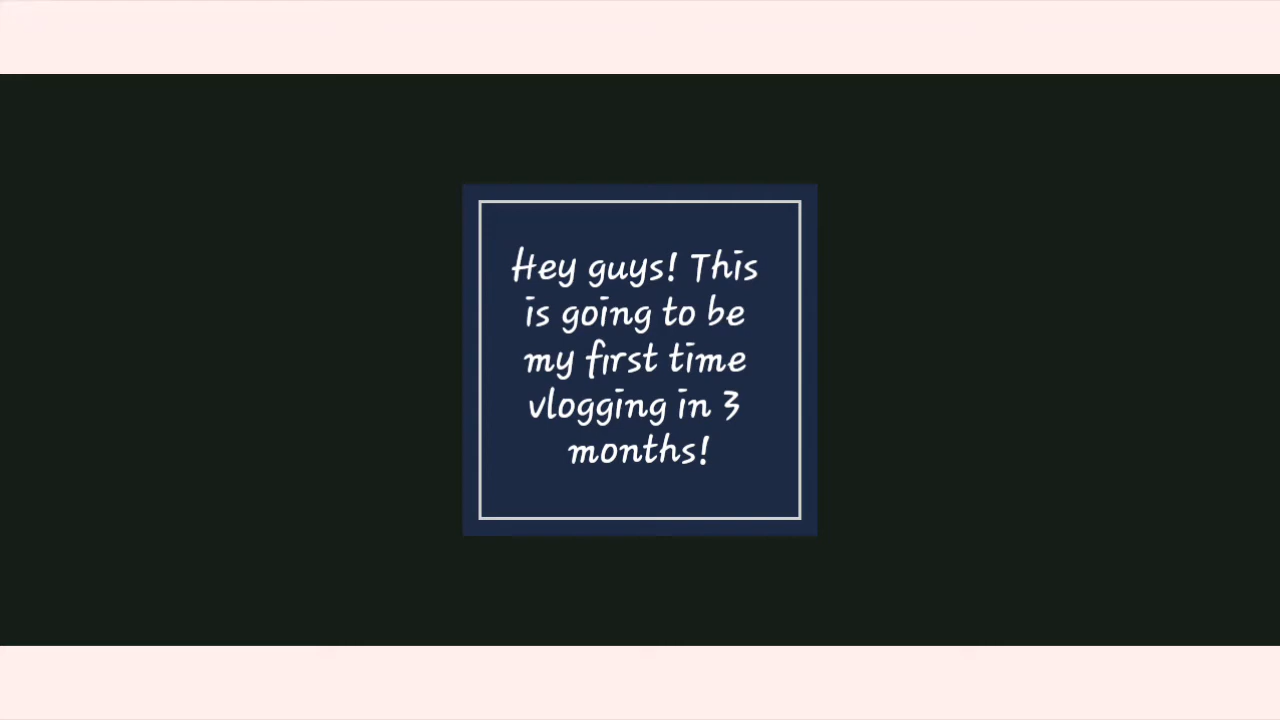 Hey guys! This
is going to be
my first time
vlogging in 3
months!